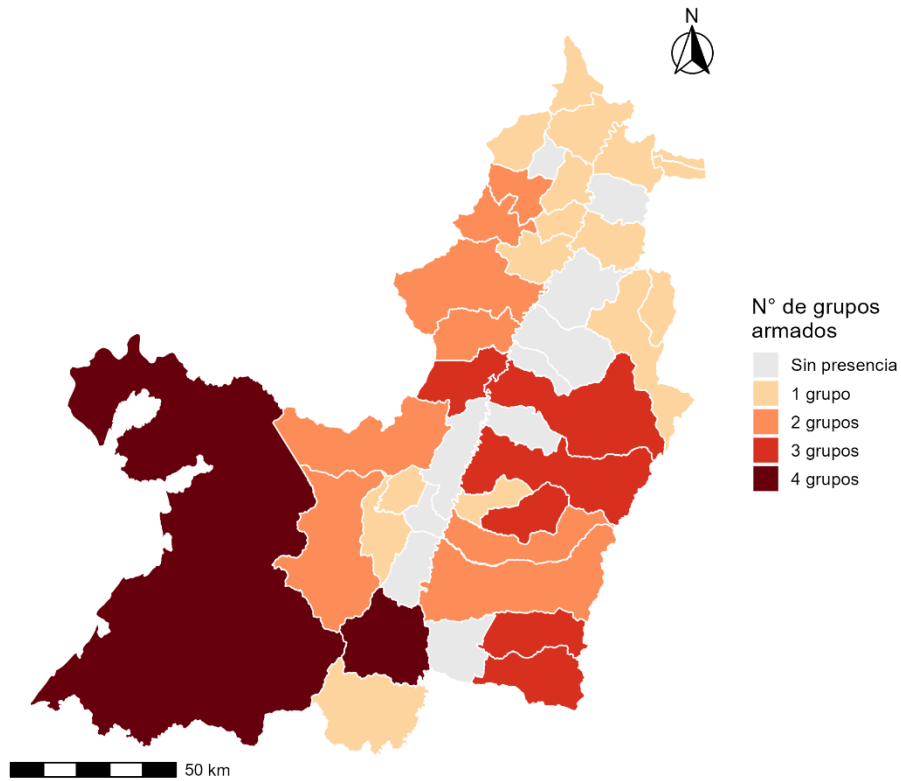 N
N° de grupos
armados
Sin presencia
1 grupo
2 grupos
3 grupos
4 grupos
50 km